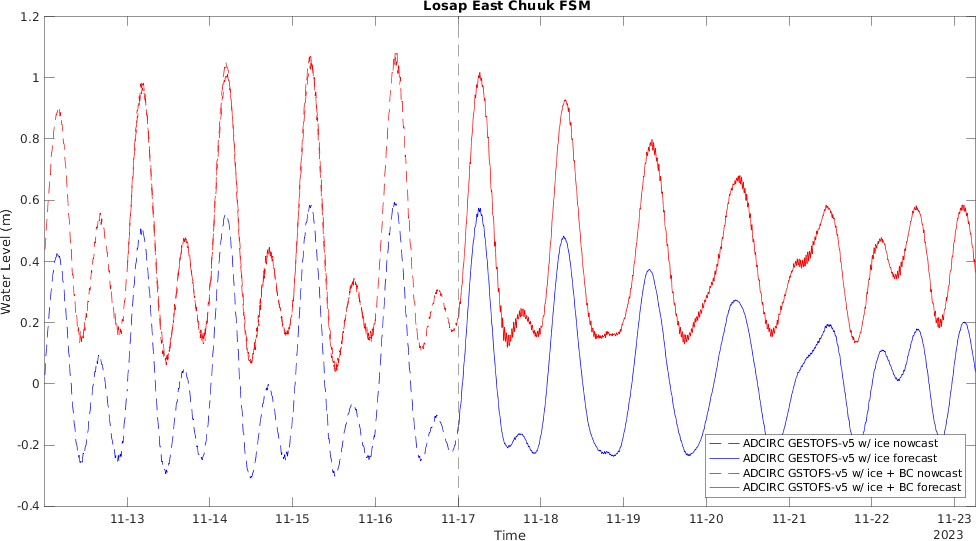 Losap East Chuuk FSM
1.2
1
0.8
0.6
0.4
0.2
0
-0.2
-0.4
Water Level (m)
ADCIRC GESTOFS-v5 w/ ice nowcast
ADCIRC GESTOFS-v5 w/ ice forecast
ADCIRC GSTOFS-v5 w/ ice + BC nowcast
ADCIRC GSTOFS-v5 w/ ice + BC forecast
11-13 11-14 11-15 11-16 11-17 11-18 11-19 11-20 11-21 11-22 11-23
Time
2023